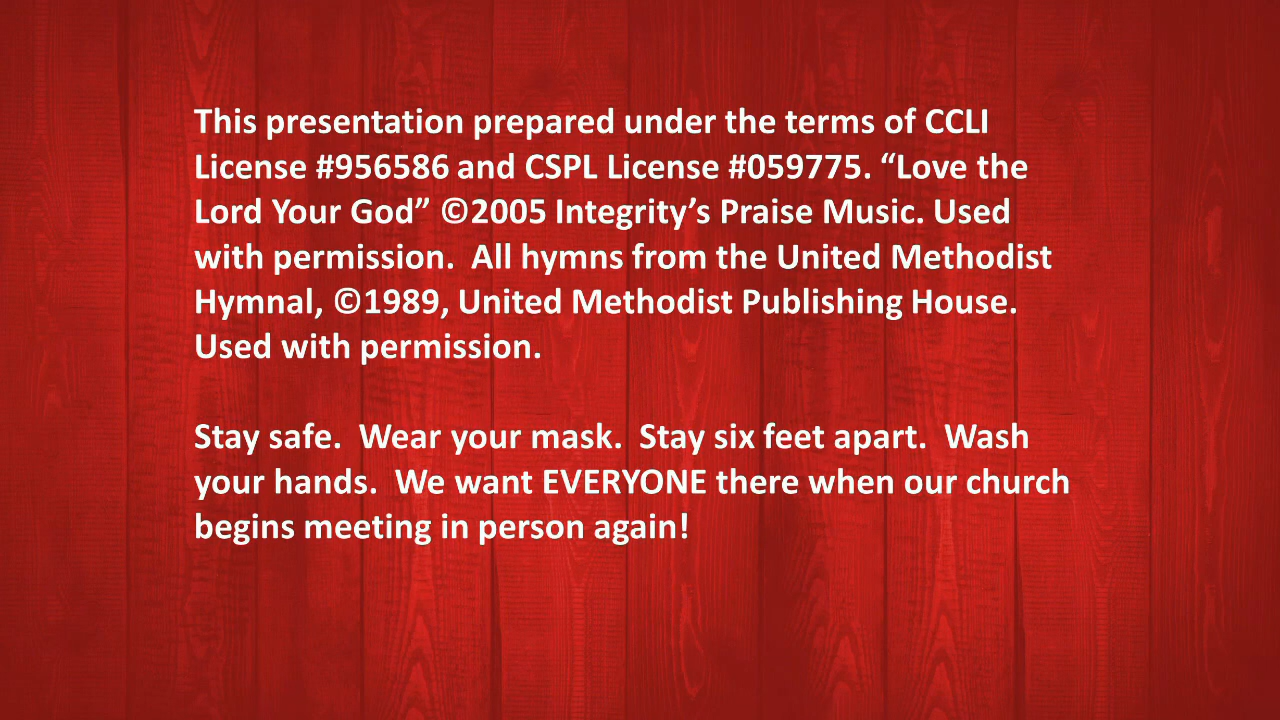 This presentation prepared under the terms of CCLI
License #956586 and CSPL License #059775. “Love the
Lord Your God” ©2005 Integrity’s Praise Music. Used
with permission.  All hymns from the United Methodist
Hymnal, ©1989, United Methodist Publishing House.
Used with permission.
Stay safe.  Wear your mask.  Stay six feet apart.  Wash
your hands.  We want EVERYONE there when our church
begins meeting in person again!